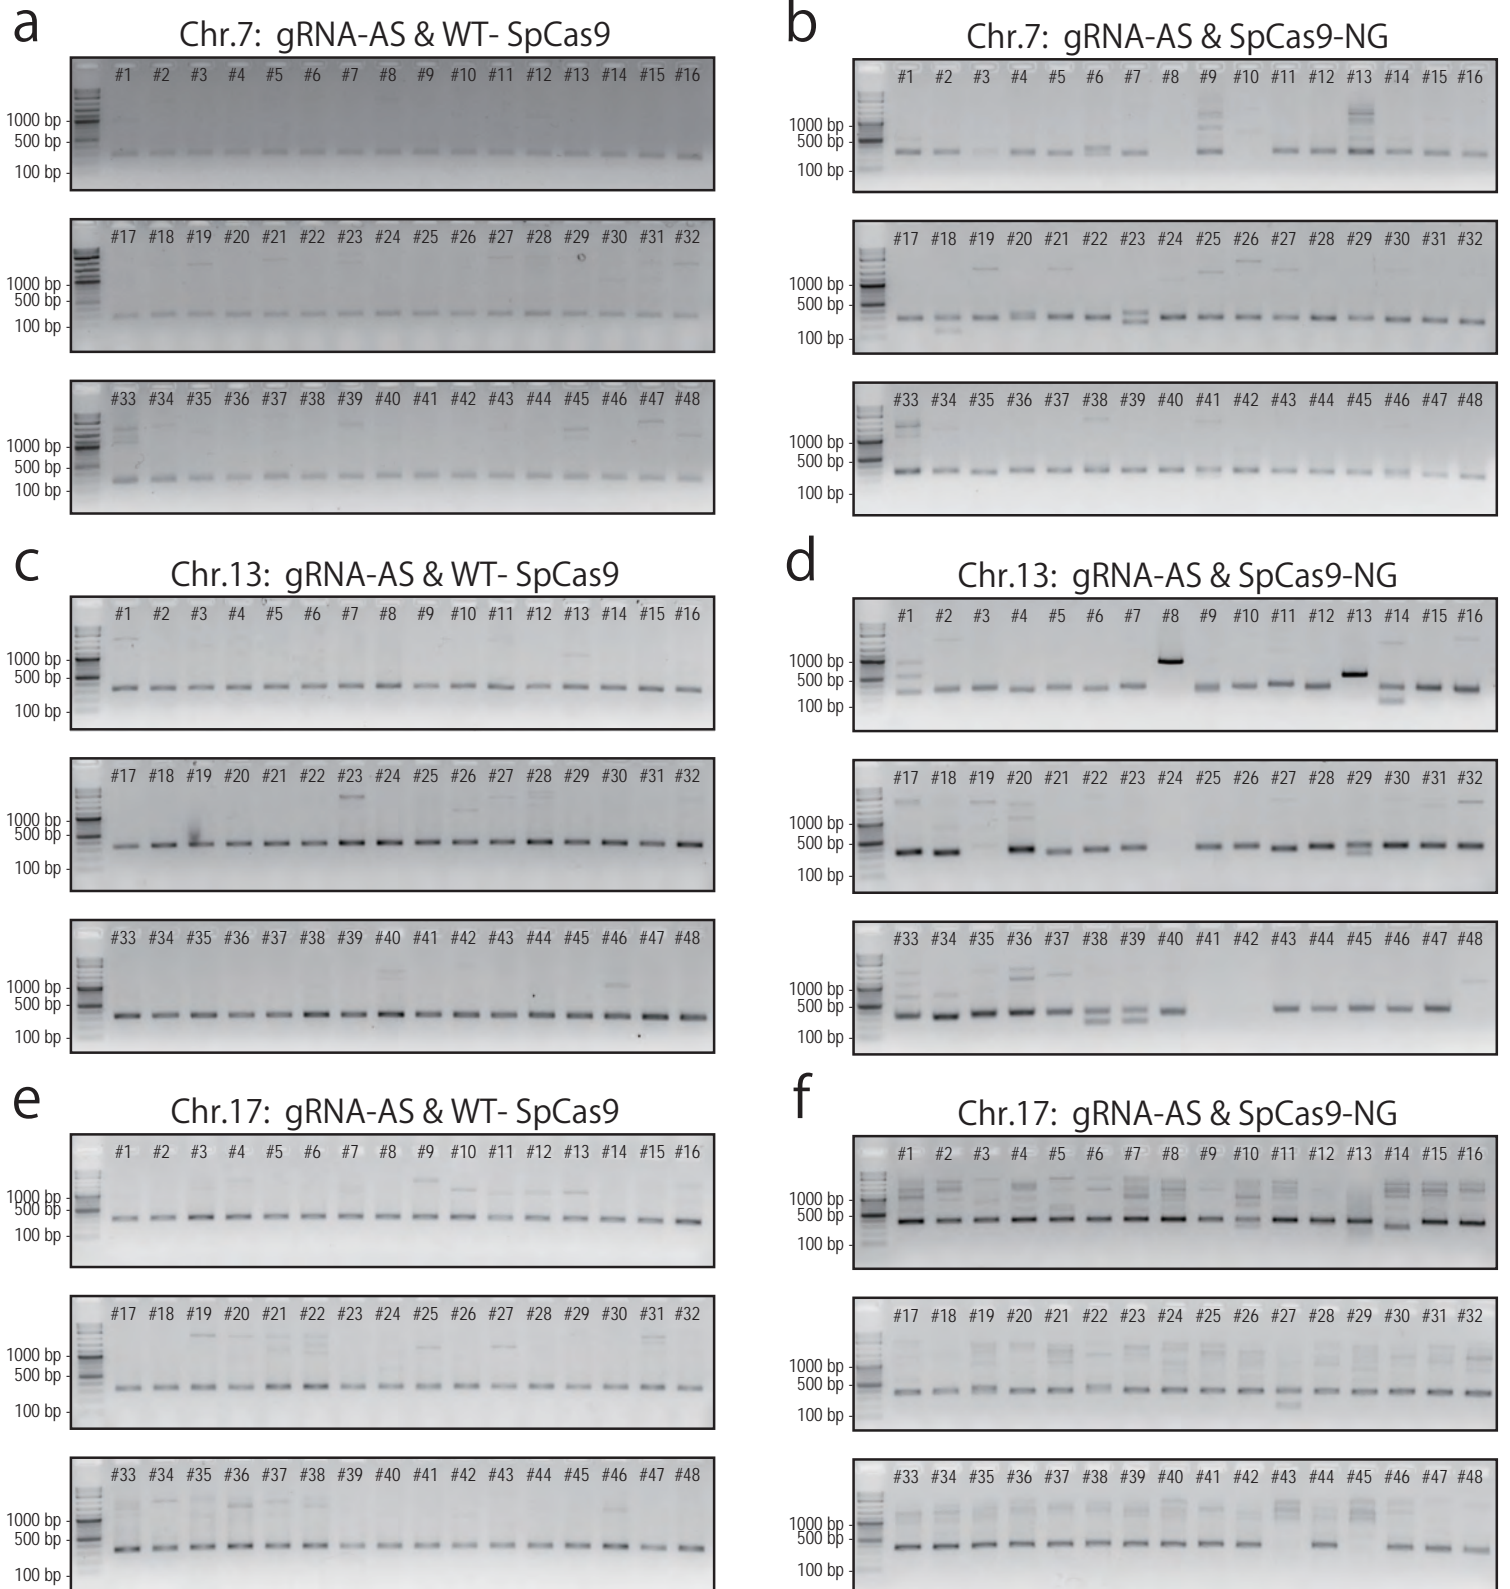 a
Chr.7: gRNA-AS & WT- SpCas9
#1 #2 #3 #4 #5 #6 #7 #8 #9 #10 #11 #12 #13 #14 #15 #16
1000 bp
500 bp
100 bp
#17 #18 #19 #20 #21 #22 #23 #24 #25 #26 #27 #28 #29 #30 #31 #32
1000 bp
500 bp
100 bp
#33 #34 #35 #36 #37 #38 #39 #40 #41 #42 #43 #44 #45 #46 #47 #48
1000 bp
500 bp
100 bp
b
Chr.7: gRNA-AS & SpCas9-NG
#1 #2 #3 #4 #5 #6 #7 #8 #9 #10 #11 #12 #13 #14 #15 #16
1000 bp
500 bp
100 bp
#17 #18 #19 #20 #21 #22 #23 #24 #25 #26 #27 #28 #29 #30 #31 #32
1000 bp
500 bp
100 bp
#33 #34 #35 #36 #37 #38 #39 #40 #41 #42 #43 #44 #45 #46 #47 #48
1000 bp
500 bp
100 bp
c
Chr.13: gRNA-AS & WT- SpCas9
#1 #2 #3 #4 #5 #6 #7 #8 #9 #10 #11 #12 #13 #14 #15 #16
1000 bp
500 bp
100 bp
#17 #18 #19 #20 #21 #22 #23 #24 #25 #26 #27 #28 #29 #30 #31 #32
1000 bp
500 bp
100 bp
#33 #34 #35 #36 #37 #38 #39 #40 #41 #42 #43 #44 #45 #46 #47 #48
1000 bp
500 bp
100 bp
d
Chr.13: gRNA-AS & SpCas9-NG
#1 #2 #3 #4 #5 #6 #7 #8 #9 #10 #11 #12 #13 #14 #15 #16
1000 bp
500 bp
100 bp
#17 #18 #19 #20 #21 #22 #23 #24 #25 #26 #27 #28 #29 #30 #31 #32
1000 bp
500 bp
100 bp
#33 #34 #35 #36 #37 #38 #39 #40 #41 #42 #43 #44 #45 #46 #47 #48
1000 bp
500 bp
100 bp
e
Chr.17: gRNA-AS & WT- SpCas9
#1 #2 #3 #4 #5 #6 #7 #8 #9 #10 #11 #12 #13 #14 #15 #16
1000 bp
500 bp
100 bp
#17 #18 #19 #20 #21 #22 #23 #24 #25 #26 #27 #28 #29 #30 #31 #32
1000 bp
500 bp
100 bp
#33 #34 #35 #36 #37 #38 #39 #40 #41 #42 #43 #44 #45 #46 #47 #48
1000 bp
500 bp
100 bp
f
Chr.17: gRNA-AS & SpCas9-NG
#1 #2 #3 #4 #5 #6 #7 #8 #9 #10 #11 #12 #13 #14 #15 #16
1000 bp
500 bp
100 bp
#17 #18 #19 #20 #21 #22 #23 #24 #25 #26 #27 #28 #29 #30 #31 #32
1000 bp
500 bp
100 bp
#33 #34 #35 #36 #37 #38 #39 #40 #41 #42 #43 #44 #45 #46 #47 #48
1000 bp
500 bp
100 bp